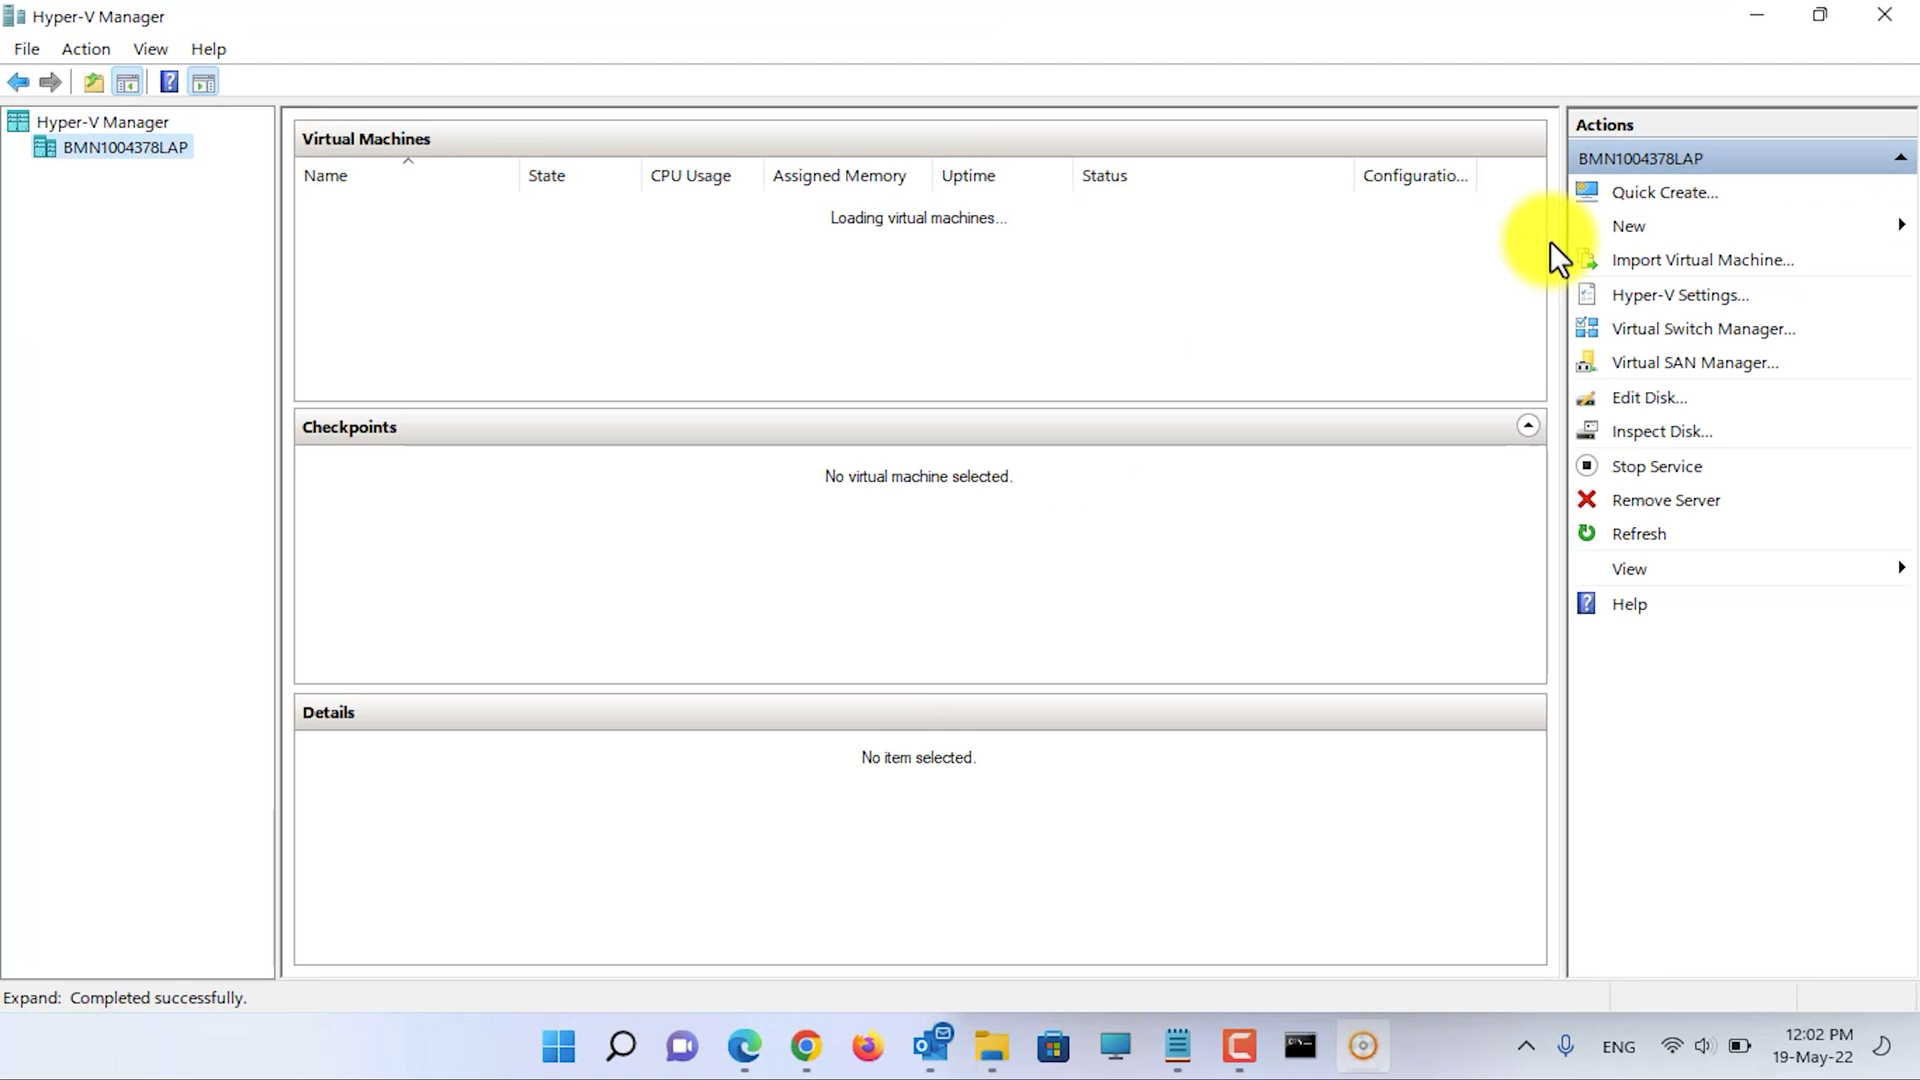 Hyper-V Manager
File Action View Help
Hyper-V Manager
BMN1004378LAP
Virtual Machines
Name State CPU Usage Assigned Memory Uptime Status Configuratio...
Loading virtual machines...
Checkpoints
No virtual machine selected.
Details
No item selected.
Actions
BMN1004378LAP
Quick Create...
New
Import Virtual Machine...
Hyper-V Settings...
Virtual Switch Manager...
Virtual SAN Manager...
Edit Disk...
Inspect Disk...
Stop Service
Remove Server
Refresh
View
Help
Expand: Completed successfully.
ENG
12:02 PM
19-May-22